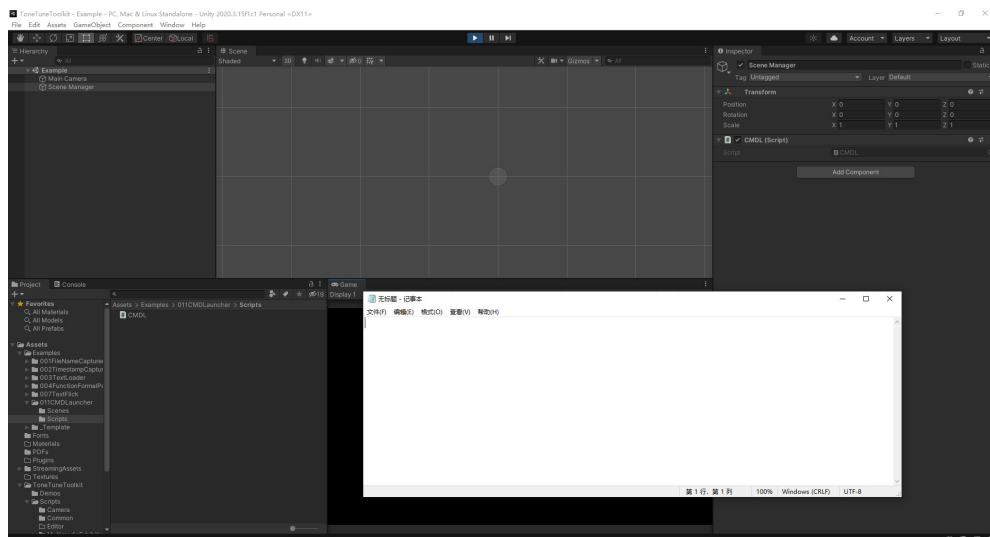 ToneTuneToolkit - Example - PC, Mac & Linux Standalone - Unity 2020.3.15f1c1 Personal <DX11>
File Edit Assets GameObject Component Window Help
Center Local
Account Layers Layout
Hierarchy
All
Example
Main Camera
Scene Manager
Scene
Shaded 2D 0 Gizmos All
Inspector
Scene Manager Static
Tag Untagged Layer Default
Transform
Position X 0 Y 0 Z 0
Rotation X 0 Y 0 Z 0
Scale X 1 Y 1 Z 1
CMDL (Script)
Script CMDL
Add Component
Project Console
18
Favorites
All Materials
All Models
All Prefabs
Assets
Examples
001FileNameCapturer
002TimestampCaptur
003TextLoader
004FunctionFormalPa
007TextFlick
011CMDLauncher
Scenes
Scripts
_Template
Fonts
Materials
PDFs
Plugins
StreamingAssets
Textures
ToneTuneToolkit
Demos
Scripts
Camera
Common
Editor
Assets > Examples > 011CMDLauncher > Scripts
CMDL
Game
Display 1
无标题 - 记事本
文件(F) 编辑(E) 格式(O) 查看(V) 帮助(H)
第 1 行，第 1 列 100% Windows (CRLF) UTF-8